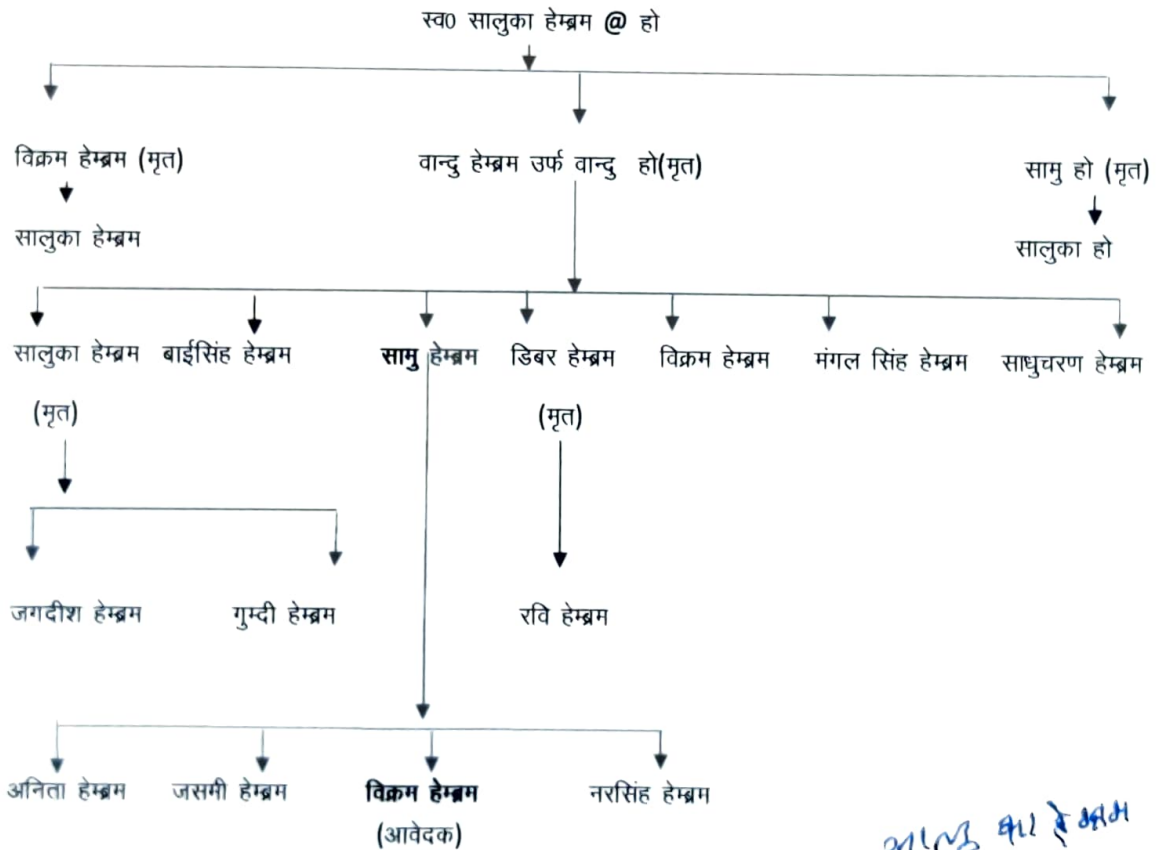 स्व0 सालुका हेम्ब्रम @ हो
विक्रम हेम्ब्रम (मृत) वान्दु हेम्ब्रम उर्फ वान्दु हो(मृत) सामु हो (मृत)
सालुका हेम्ब्रम सालुका हो
सालुका हेम्ब्रम बाईसिंह हेम्ब्रम सामु हेम्ब्रम डिबर हेम्ब्रम विक्रम हेम्ब्रम मंगल सिंह हेम्ब्रम साधुचरण हेम्ब्रम
(मृत) (मृत)
जगदीश हेम्ब्रम गुम्दी हेम्ब्रम रवि हेम्ब्रम
अनिता हेम्ब्रम जसमी हेम्ब्रम विक्रम हेम्ब्रम नरसिंह हेम्ब्रम
(आवेदक)